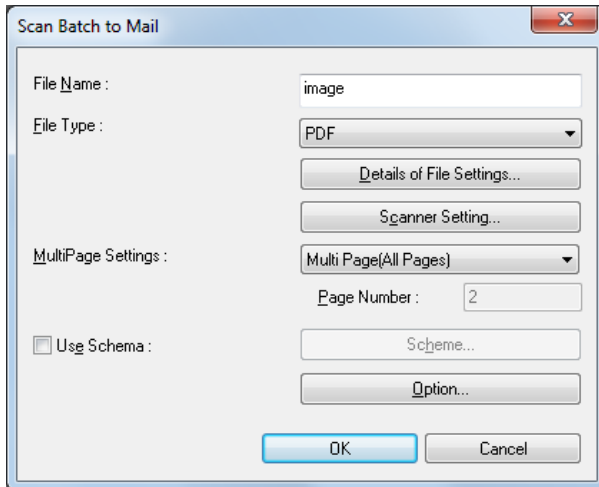 Scan Batch to Mail
File Name :
image
File Type :
PDF
Details of File Settings...
Scanner Setting...
MultiPage Settings :
Multi Page(All Pages)
Page Number :
2
Use Schema :
Scheme...
Option...
OK
Cancel